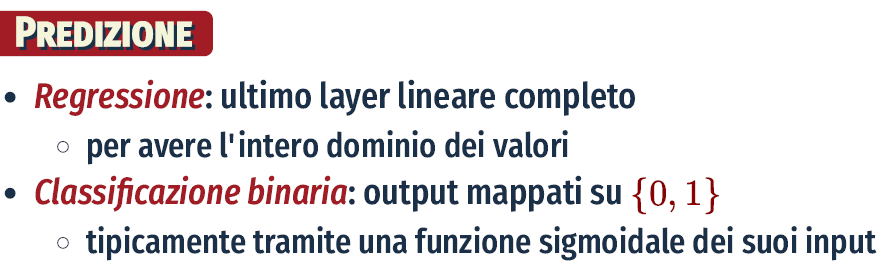 PREDIZIONE
• Regressione: ultimo layer lineare completo
◦ per avere l'intero dominio dei valori
• Classificazione binaria: output mappati su {0, 1}
◦ tipicamente tramite una funzione sigmoidale dei suoi input